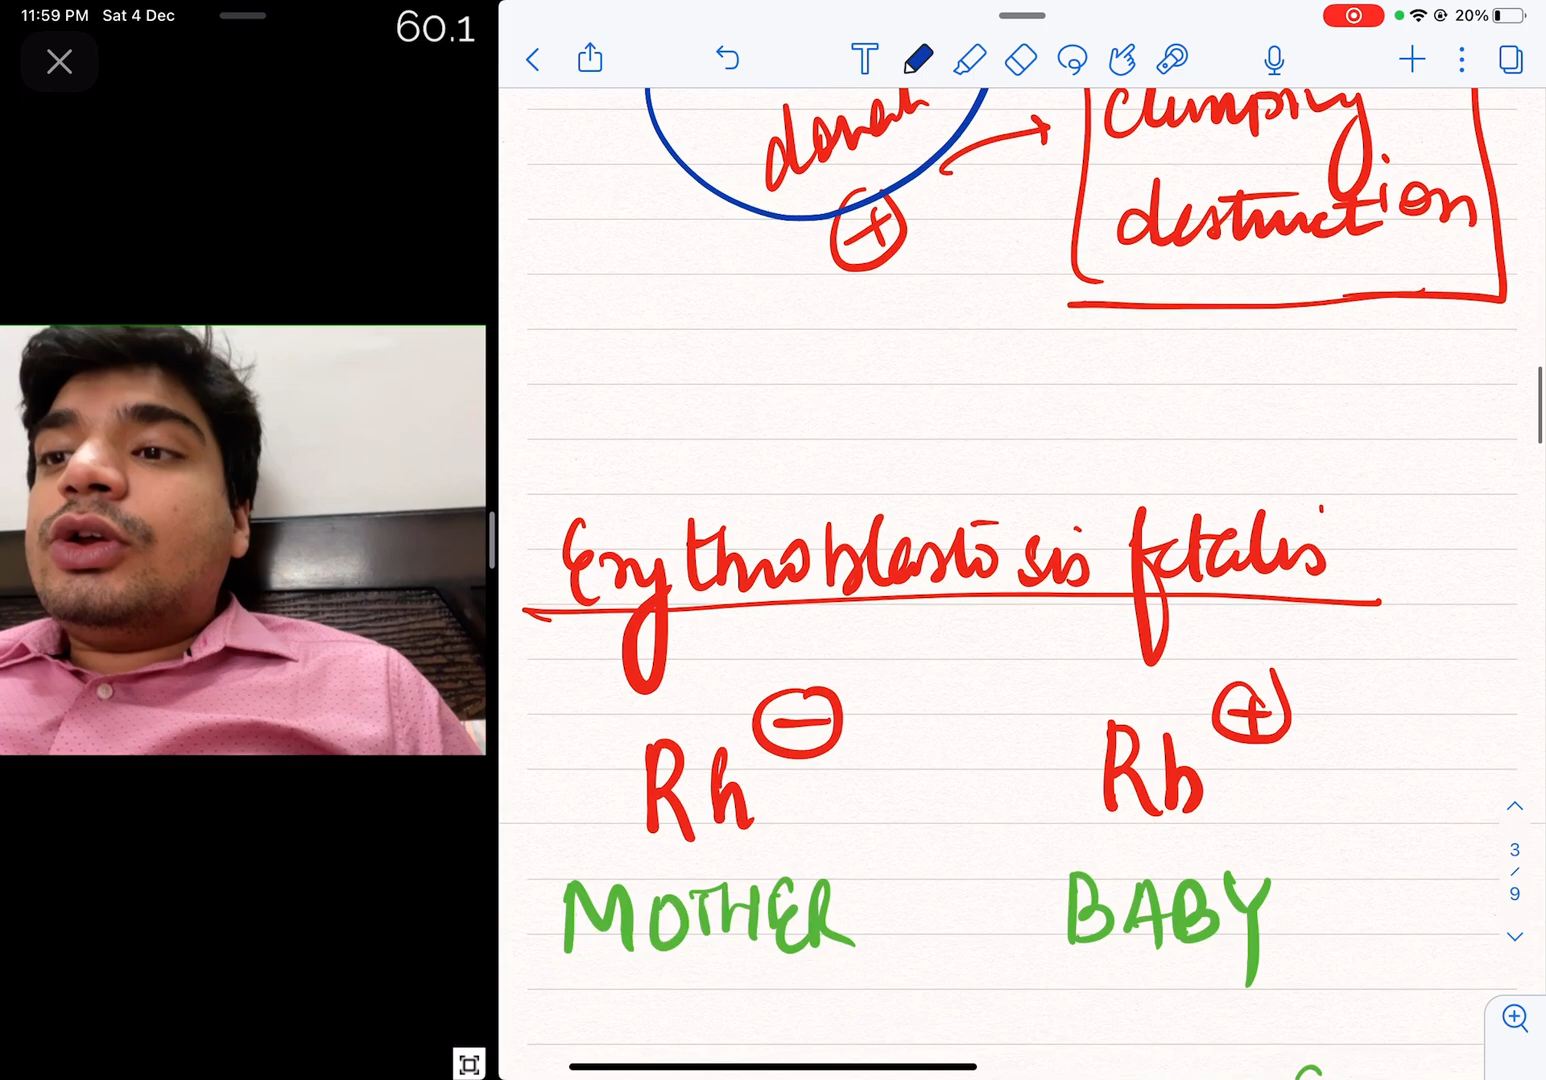 11:59 PM Sat 4 Dec
60.1
20%
T
donar
+
clumping
destruction
Erythroblastosis fetalis
Rh - Rh +
MOTHER BABY
3
9